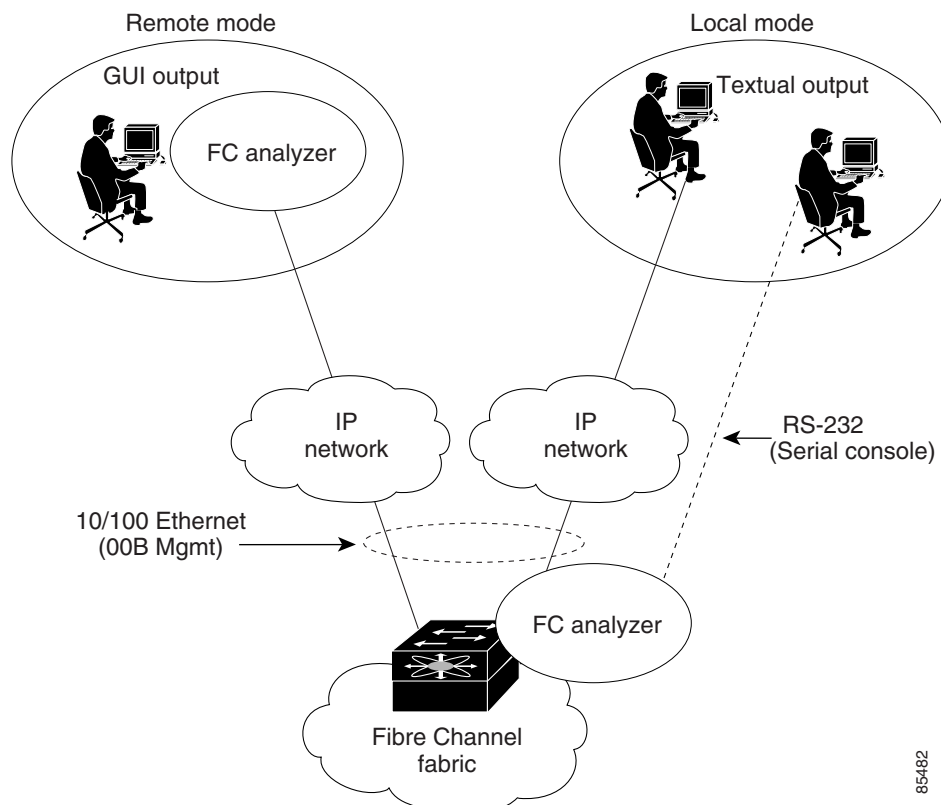 Remote mode
Local mode
GUI output
FC analyzer
Textual output
IP
network
IP
network
RS-232
(Serial console)
10/100 Ethernet
(00B Mgmt)
FC analyzer
Fibre Channel
fabric
85482